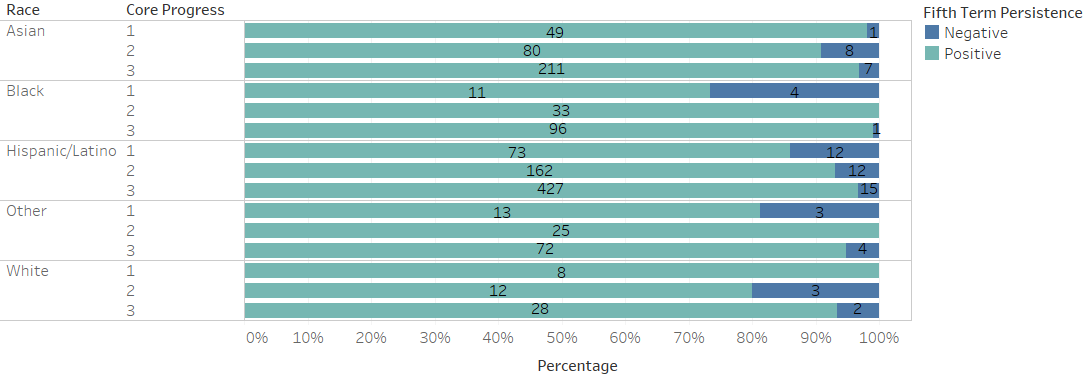 Race Core Progress Fifth Term Persistence
Asian 1 49 1 Negative
2 80 8 Positive
3 211 7
Black 1 11 4
2 33
3 96 1
Hispanic/Latino 1 73 12
2 162 12
3 427 15
Other 1 13 3
2 25
3 72 4
White 1 8
2 12 3
3 28 2
0% 10% 20% 30% 40% 50% 60% 70% 80% 90% 100%
Percentage